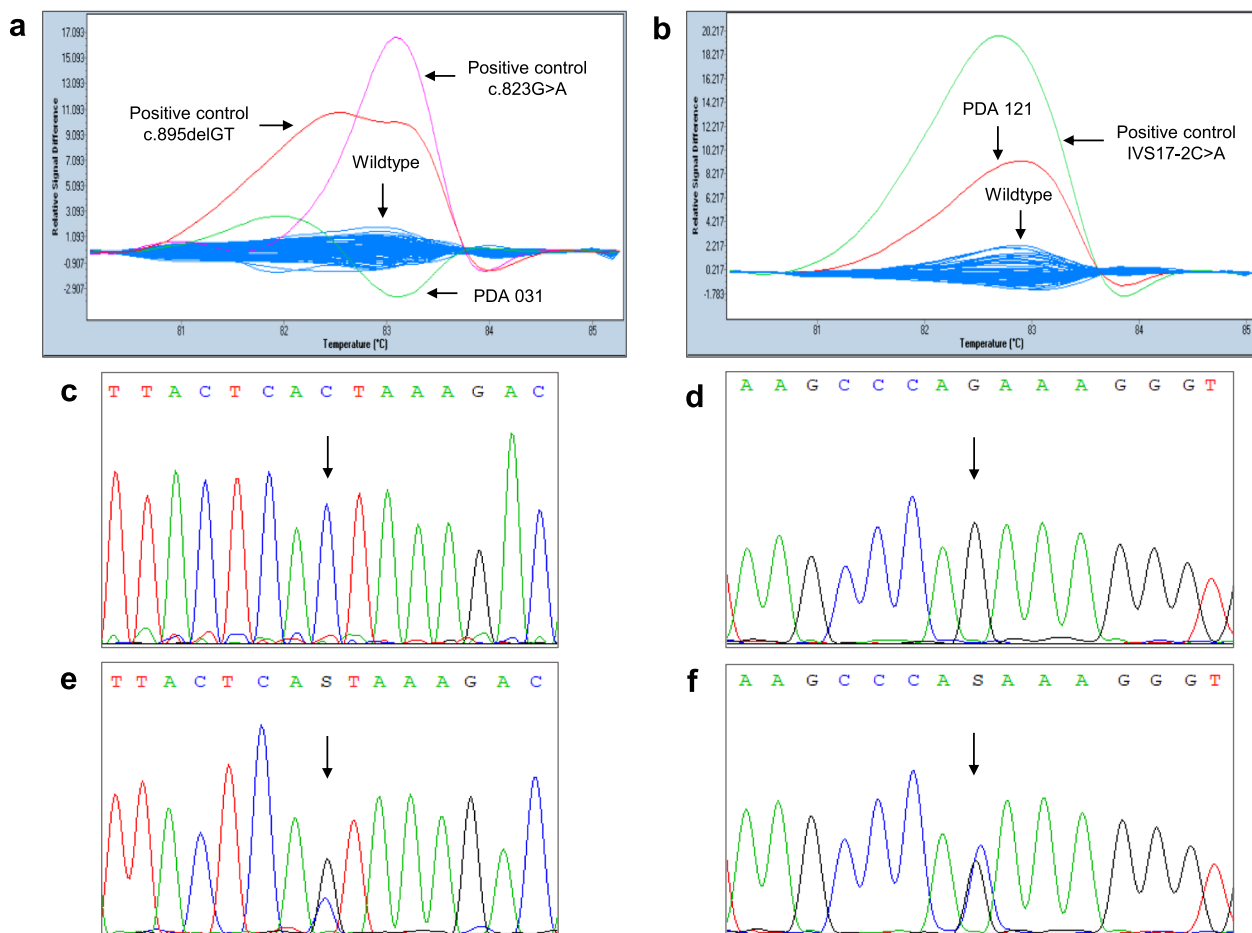 a
Relative Signal Difference
17.093
15.093
13.093
11.093
9.093
7.093
5.093
3.093
1.093
-0.907
-2.907
Positive control
c.823G>A
Positive control
c.895delGT
Wildtype
PDA 031
81
82
83
84
85
Temperature (°C)
b
Relative Signal Difference
20.217
18.217
16.217
14.217
12.217
10.217
8.217
6.217
4.217
2.217
0.217
-1.783
PDA 121
Positive control
IVS17-2C>A
Wildtype
81
82
83
84
85
Temperature (°C)
c
T T A C T C A C T A A A G A C
d
A A G C C C A G A A A G G G T
e
T T A C T C A S T A A A G A C
f
A A G C C C A S A A A G G G T